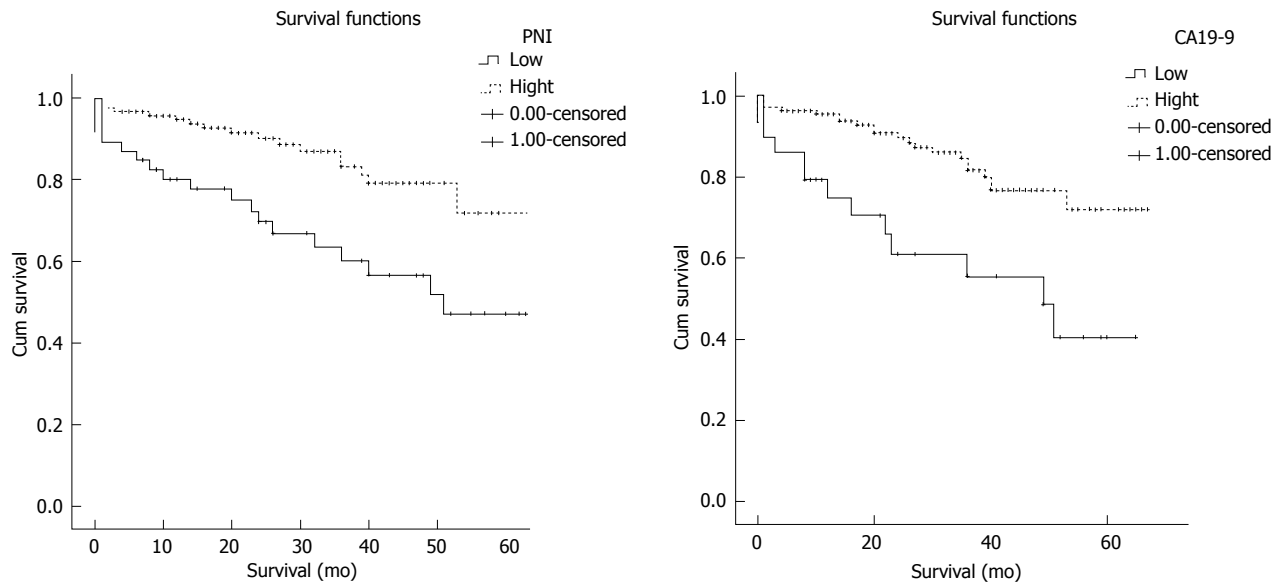 Survival functions
PNI
Low
Hight
0.00-censored
1.00-censored
1.0
0.8
0.6
0.4
0.2
0.0
Cum survival
0 10 20 30 40 50 60
Survival (mo)
Survival functions
CA19-9
Low
Hight
0.00-censored
1.00-censored
1.0
0.8
0.6
0.4
0.2
0.0
Cum survival
0 20 40 60
Survival (mo)